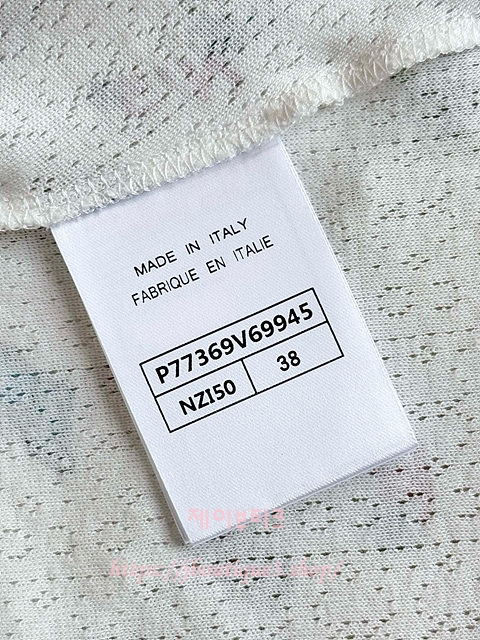 MADE IN ITALY
FABRIQUE EN ITALIE
P77369V69945
NZI50 38